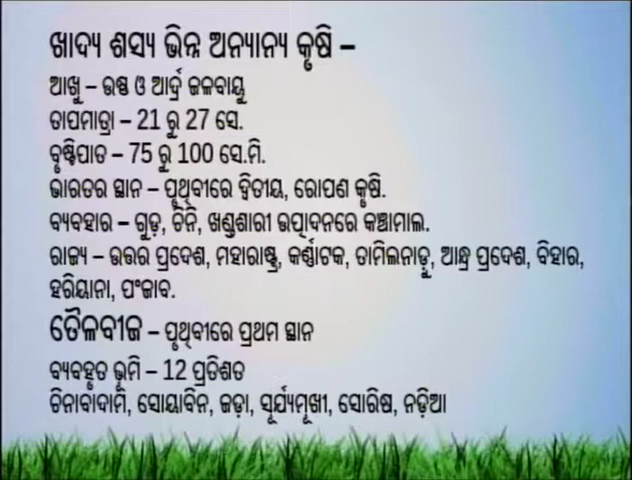 ଖାଦ୍ୟ ଶସ୍ୟ ଭିନ୍ନ ଅନ୍ୟାନ୍ୟ କୃଷି –
ଆଖୁ – ଉଷ୍ଣ ଓ ଆର୍ଦ୍ର ଜଳବାୟୁ
ତାପମାତ୍ରା – 21 ରୁ 27 ସେ.
ବୃଷ୍ଟିପାତ – 75 ରୁ 100 ସେ.ମି.
ଭାରତର ସ୍ଥାନ – ପୃଥିବୀରେ ଦ୍ୱିତୀୟ, ରୋପଣ କୃଷି.
ବ୍ୟବହାର – ଗୁଡ଼, ଚିନି, ଖଣ୍ଡଶାରୀ ଉତ୍ପାଦନରେ କଞ୍ଚାମାଲ.
ରାଜ୍ୟ – ଉତ୍ତର ପ୍ରଦେଶ, ମହାରାଷ୍ଟ୍ର, କର୍ଣ୍ଣାଟକ, ତାମିଲନାଡୁ, ଆନ୍ଧ୍ର ପ୍ରଦେଶ, ବିହାର,
ହରିୟାନା, ପଂଜାବ.
ତୈଳବୀଜ – ପୃଥିବୀରେ ପ୍ରଥମ ସ୍ଥାନ
ବ୍ୟବହୃତ ଭୂମି – 12 ପ୍ରତିଶତ
ଚିନାବାଦାମ, ସୋୟାବିନ, ଜଡ଼ା, ସୂର୍ଯ୍ୟମୂଖୀ, ସୋରିଷ, ନଡ଼ିଆ